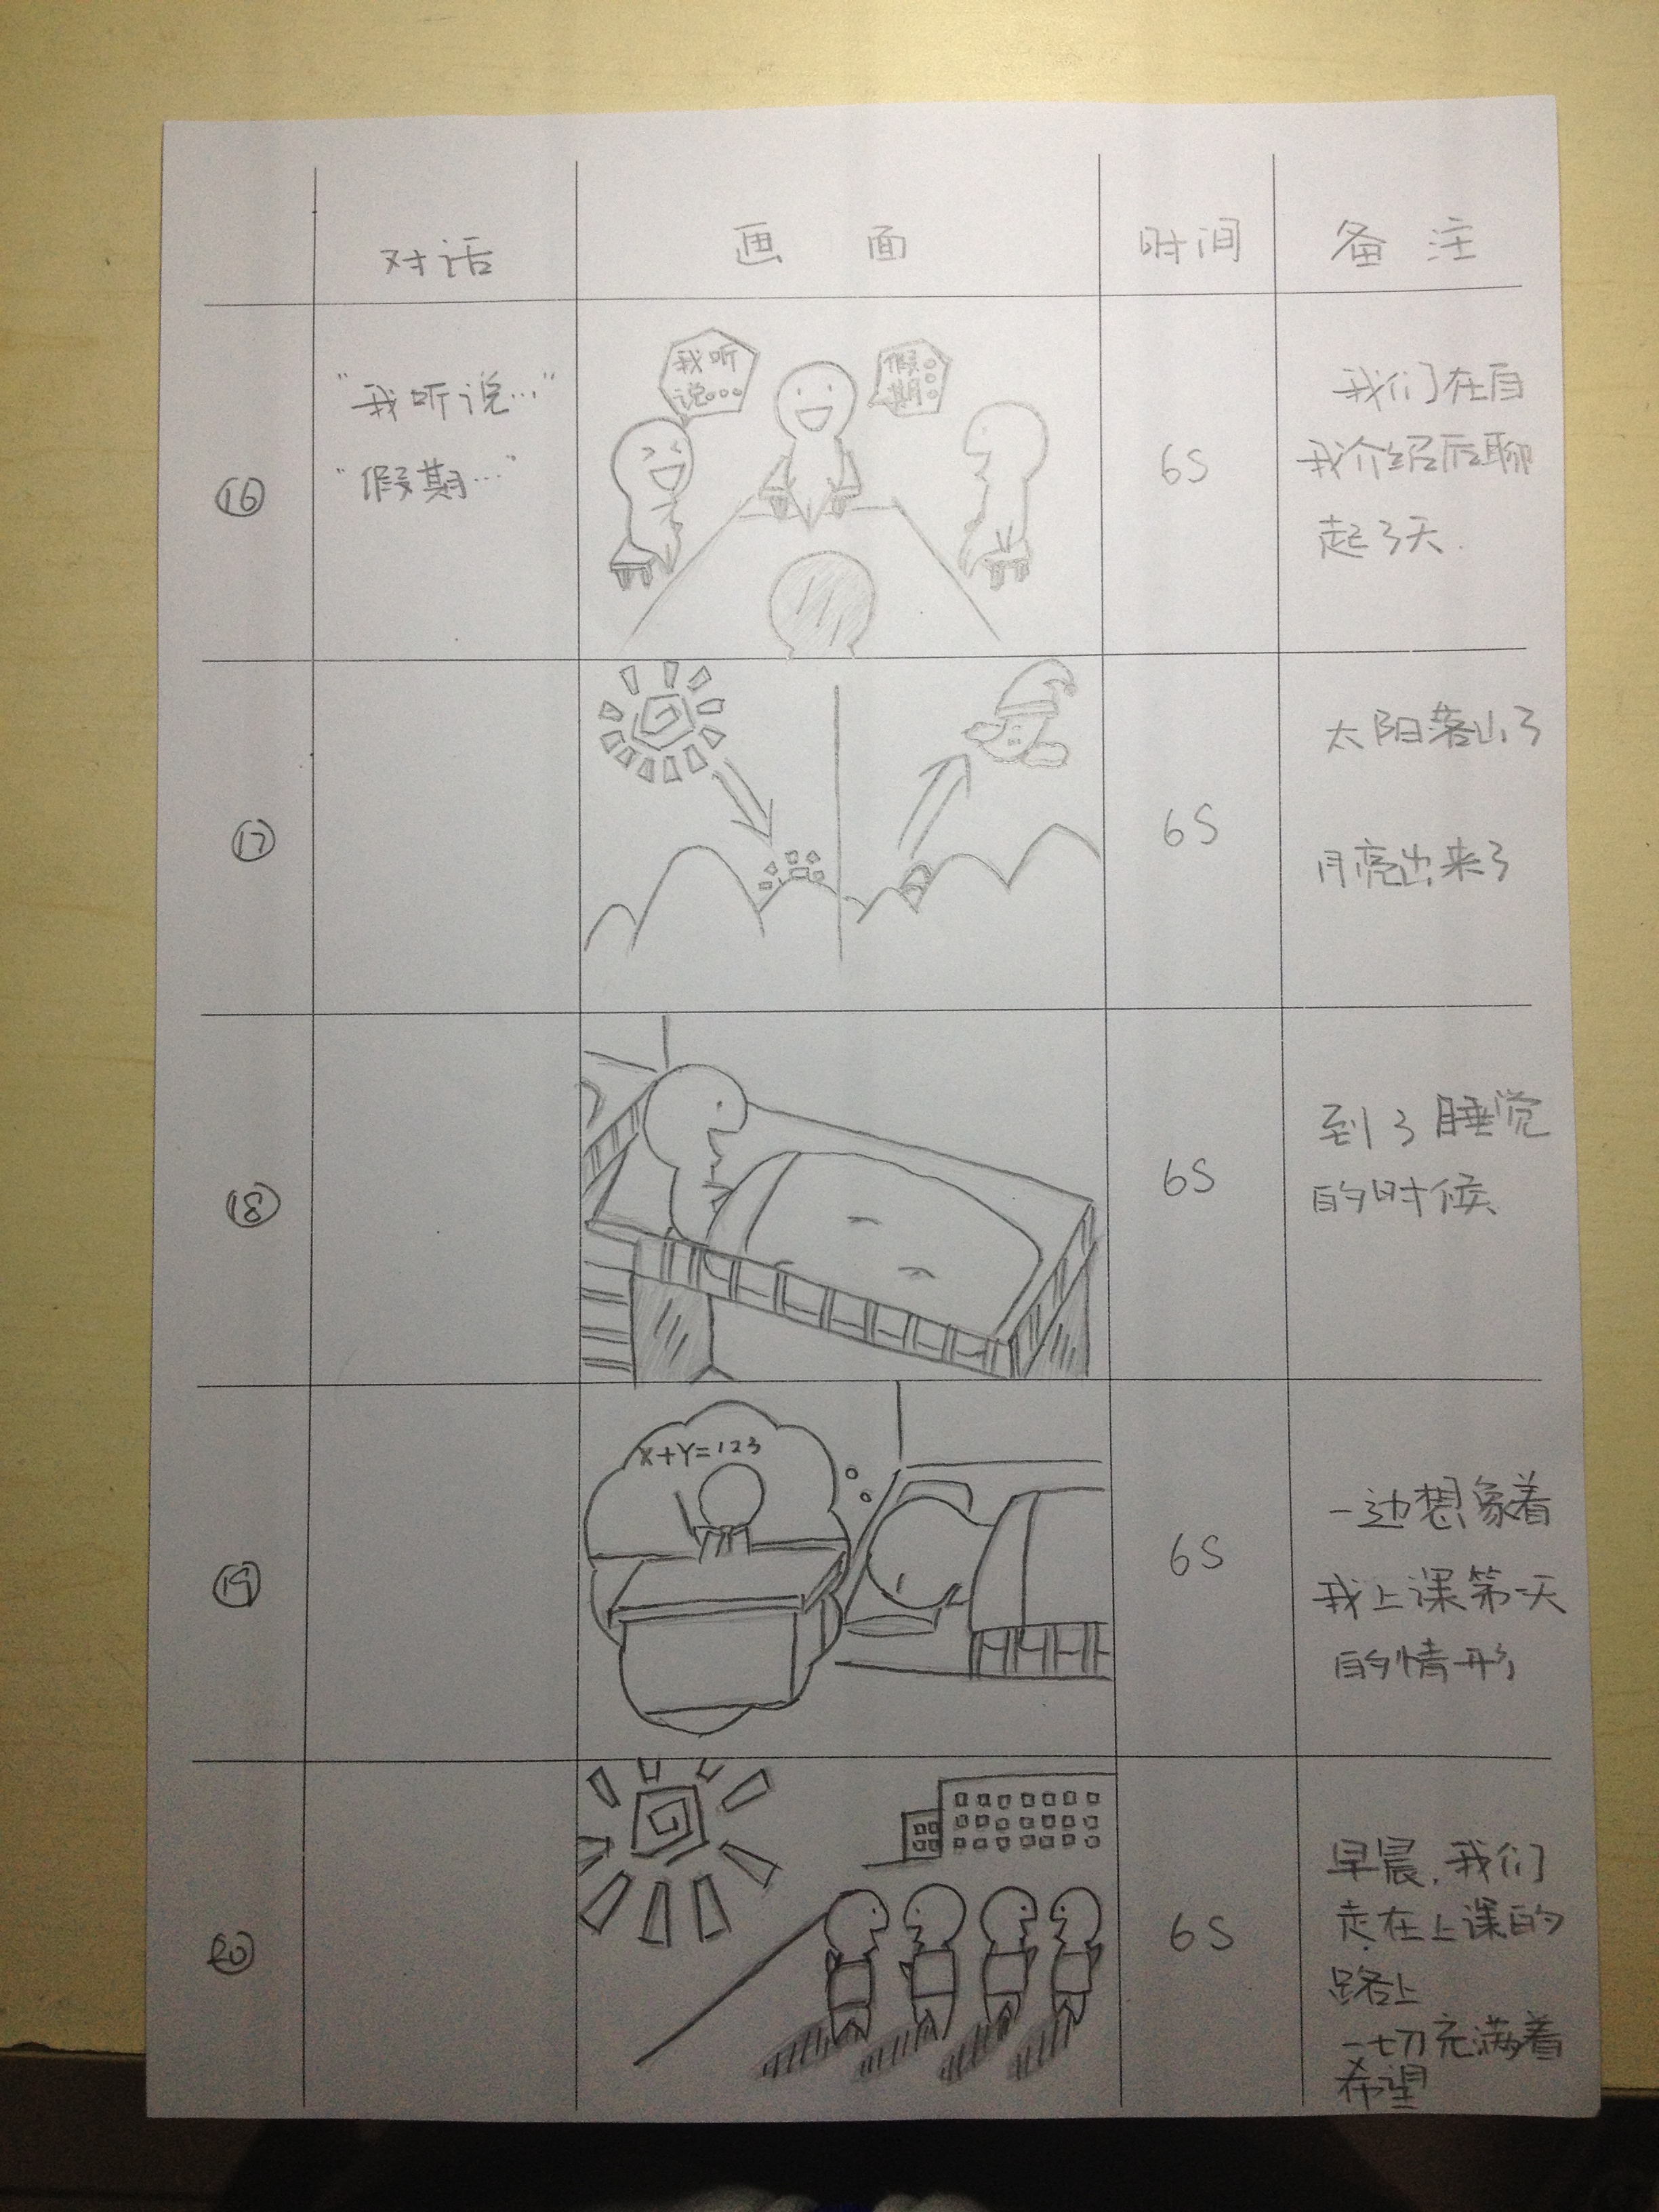 对话 画面 时间 备注
⑯
"我听说…"
"假期…"
我听
说。。。
假。
期。。
6S
我们在自
我介绍后聊
起了天.
⑰
6S
太阳落山了
月亮出来了
⑱
6S
到了睡觉
的时候
⑲
X+Y=123
6S
一边想象着
我上课第一天
的情形
⑳
6S
早晨,我们
走在上课的
路上
一切充满着
希望